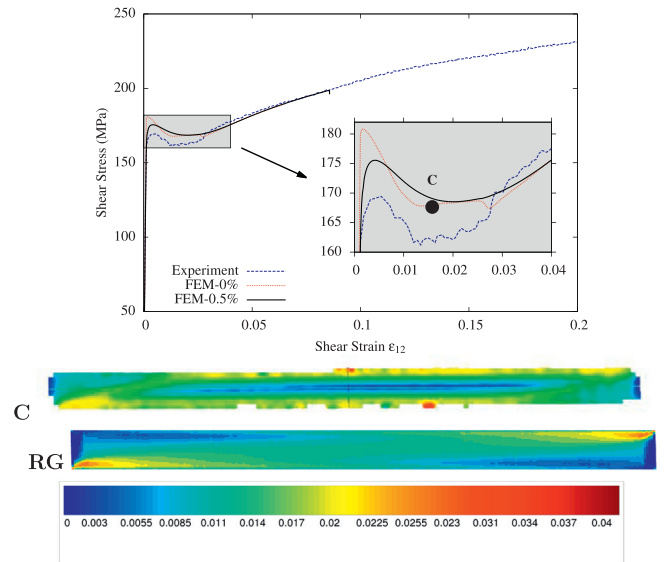 250
200
150
100
50
Shear Stress (MPa)
0
0.05
0.1
0.15
0.2
Shear Strain ε12
Experiment
FEM-0%
FEM-0.5%
180
175
170
165
160
0
0.01
0.02
0.03
0.04
C
C
RG
0 0.003 0.0055 0.0085 0.011 0.014 0.017 0.02 0.0225 0.0255 0.023 0.031 0.034 0.037 0.04